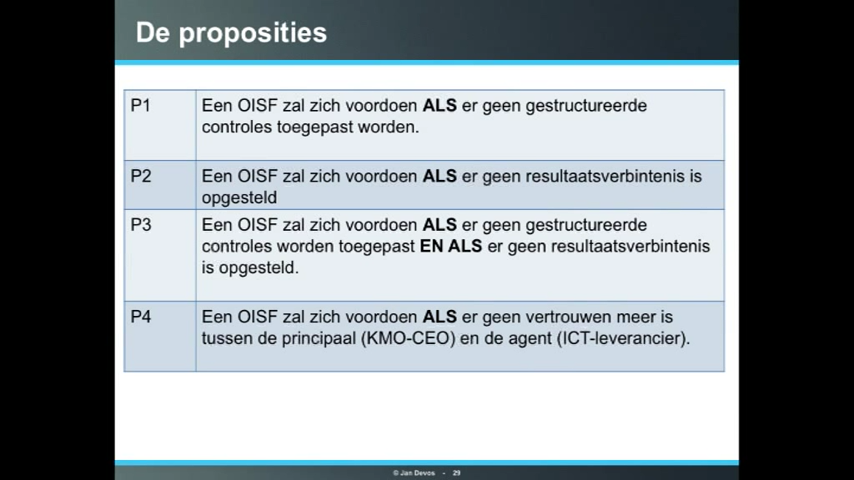 De proposities
P1 Een OISF zal zich voordoen ALS er geen gestructureerde
controles toegepast worden.
P2 Een OISF zal zich voordoen ALS er geen resultaatsverbintenis is
opgesteld
P3 Een OISF zal zich voordoen ALS er geen gestructureerde
controles worden toegepast EN ALS er geen resultaatsverbintenis
is opgesteld.
P4 Een OISF zal zich voordoen ALS er geen vertrouwen meer is
tussen de principaal (KMO-CEO) en de agent (ICT-leverancier).
© Jan Devos - 29